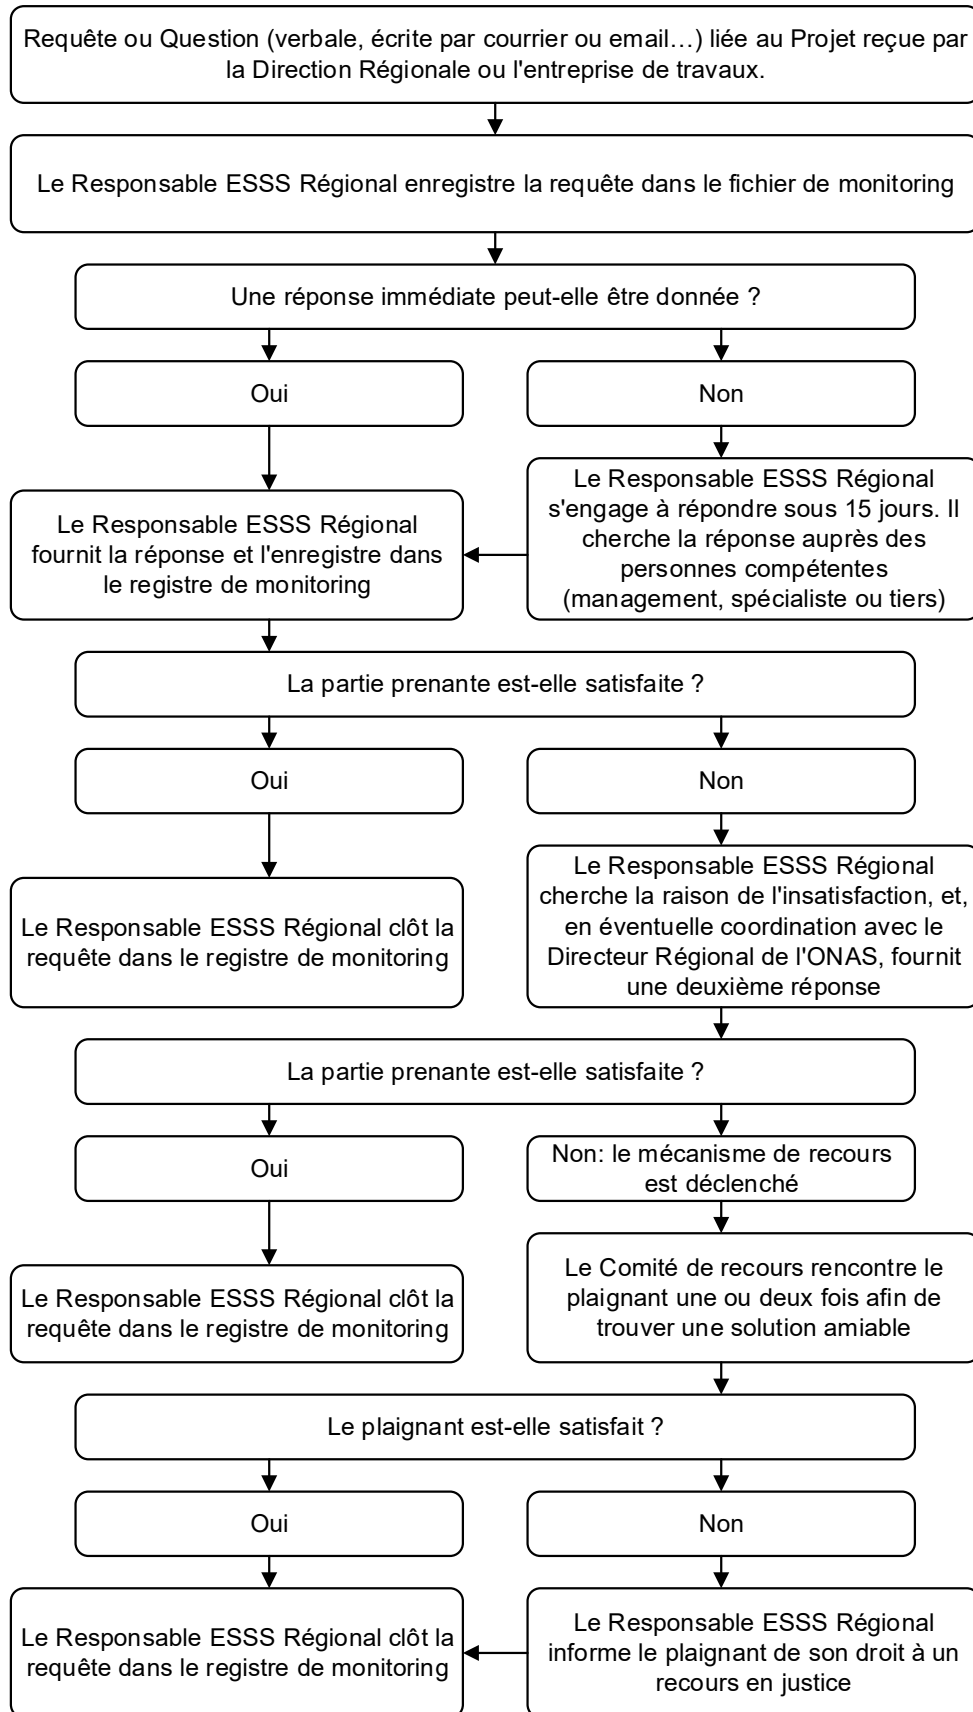 Requête ou Question (verbale, écrite par courrier ou email…) liée au Projet reçue par
la Direction Régionale ou l'entreprise de travaux.
Le Responsable ESSS Régional enregistre la requête dans le fichier de monitoring
Une réponse immédiate peut-elle être donnée ?
Oui
Non
Le Responsable ESSS Régional
fournit la réponse et l'enregistre dans
le registre de monitoring
Le Responsable ESSS Régional
s'engage à répondre sous 15 jours. Il
cherche la réponse auprès des
personnes compétentes
(management, spécialiste ou tiers)
La partie prenante est-elle satisfaite ?
Oui
Non
Le Responsable ESSS Régional clôt la
requête dans le registre de monitoring
Le Responsable ESSS Régional
cherche la raison de l'insatisfaction, et,
en éventuelle coordination avec le
Directeur Régional de l'ONAS, fournit
une deuxième réponse
La partie prenante est-elle satisfaite ?
Oui
Non: le mécanisme de recours
est déclenché
Le Responsable ESSS Régional clôt la
requête dans le registre de monitoring
Le Comité de recours rencontre le
plaignant une ou deux fois afin de
trouver une solution amiable
Le plaignant est-elle satisfait ?
Oui
Non
Le Responsable ESSS Régional clôt la
requête dans le registre de monitoring
Le Responsable ESSS Régional
informe le plaignant de son droit à un
recours en justice